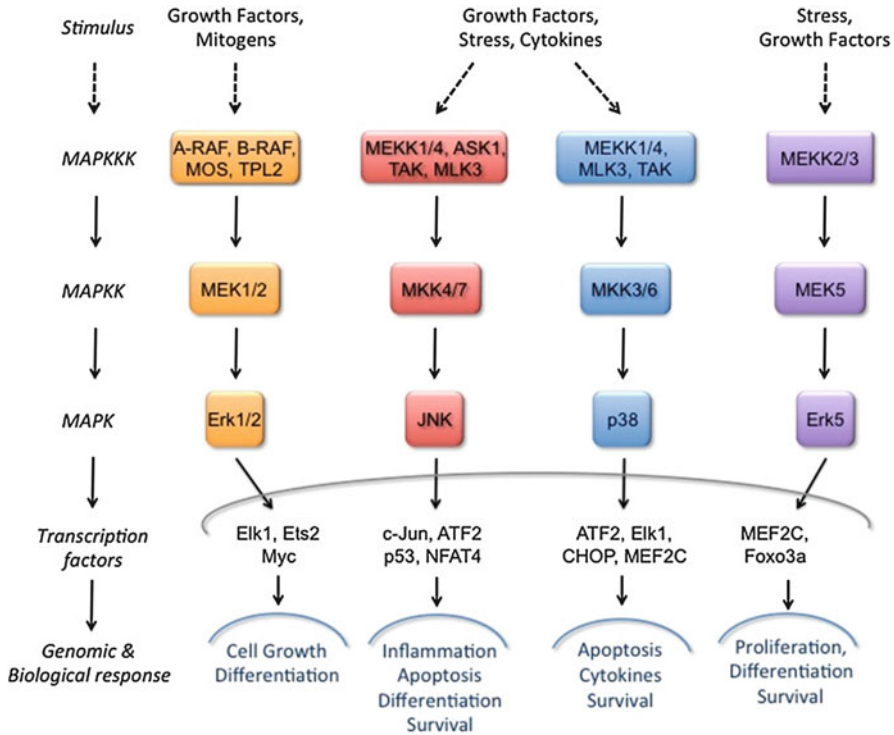 Stimulus
Growth Factors,
Mitogens
Growth Factors,
Stress, Cytokines
Stress,
Growth Factors
MAPKKK
A-RAF, B-RAF,
MOS, TPL2
MEKK1/4, ASK1,
TAK, MLK3
MEKK1/4,
MLK3, TAK
MEKK2/3
MAPKK
MEK1/2
MKK4/7
MKK3/6
MEK5
MAPK
Erk1/2
JNK
p38
Erk5
Transcription
factors
Elk1, Ets2
Myc
c-Jun, ATF2
p53, NFAT4
ATF2, Elk1,
CHOP, MEF2C
MEF2C,
Foxo3a
Genomic &
Biological response
Cell Growth
Differentiation
Inflammation
Apoptosis
Differentiation
Survival
Apoptosis
Cytokines
Survival
Proliferation,
Differentiation
Survival